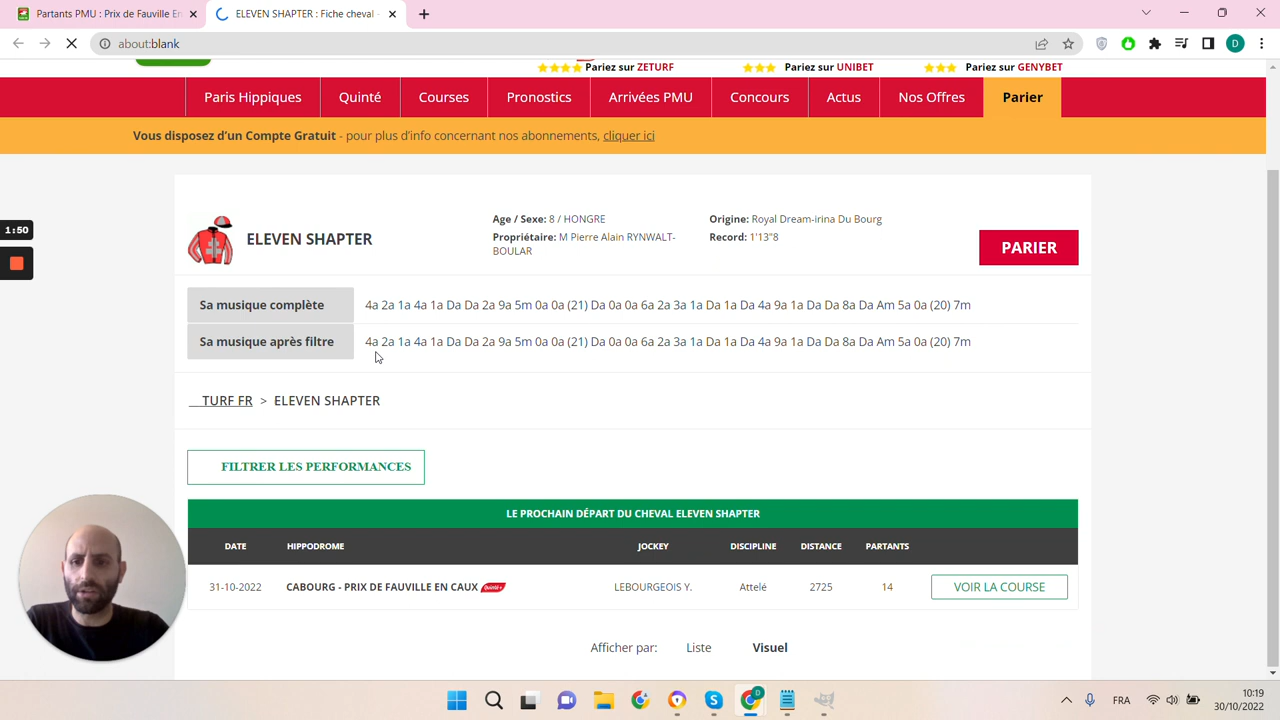 Partants PMU : Prix de Fauville En
ELEVEN SHAPTER : Fiche cheval -
about:blank
D
Pariez sur ZETURF
Pariez sur UNIBET
Pariez sur GENYBET
Paris Hippiques
Quinté
Courses
Pronostics
Arrivées PMU
Concours
Actus
Nos Offres
Parier
Vous disposez d’un Compte Gratuit - pour plus d’info concernant nos abonnements, cliquer ici
1:50
ELEVEN SHAPTER
Age / Sexe: 8 / HONGRE
Propriétaire: M Pierre Alain RYNWALT-
BOULAR
Origine: Royal Dream-irina Du Bourg
Record: 1'13"8
PARIER
Sa musique complète
4a 2a 1a 4a 1a Da Da 2a 9a 5m 0a 0a (21) Da 0a 0a 6a 2a 3a 1a Da 1a Da 4a 9a 1a Da Da 8a Da Am 5a 0a (20) 7m
Sa musique après filtre
4a 2a 1a 4a 1a Da Da 2a 9a 5m 0a 0a (21) Da 0a 0a 6a 2a 3a 1a Da 1a Da 4a 9a 1a Da Da 8a Da Am 5a 0a (20) 7m
TURF FR > ELEVEN SHAPTER
FILTRER LES PERFORMANCES
LE PROCHAIN DÉPART DU CHEVAL ELEVEN SHAPTER
DATE HIPPODROME JOCKEY DISCIPLINE DISTANCE PARTANTS
31-10-2022 CABOURG - PRIX DE FAUVILLE EN CAUX Quinté+ LEBOURGEOIS Y. Attelé 2725 14 VOIR LA COURSE
Afficher par: Liste Visuel
D
FRA
10:19
30/10/2022